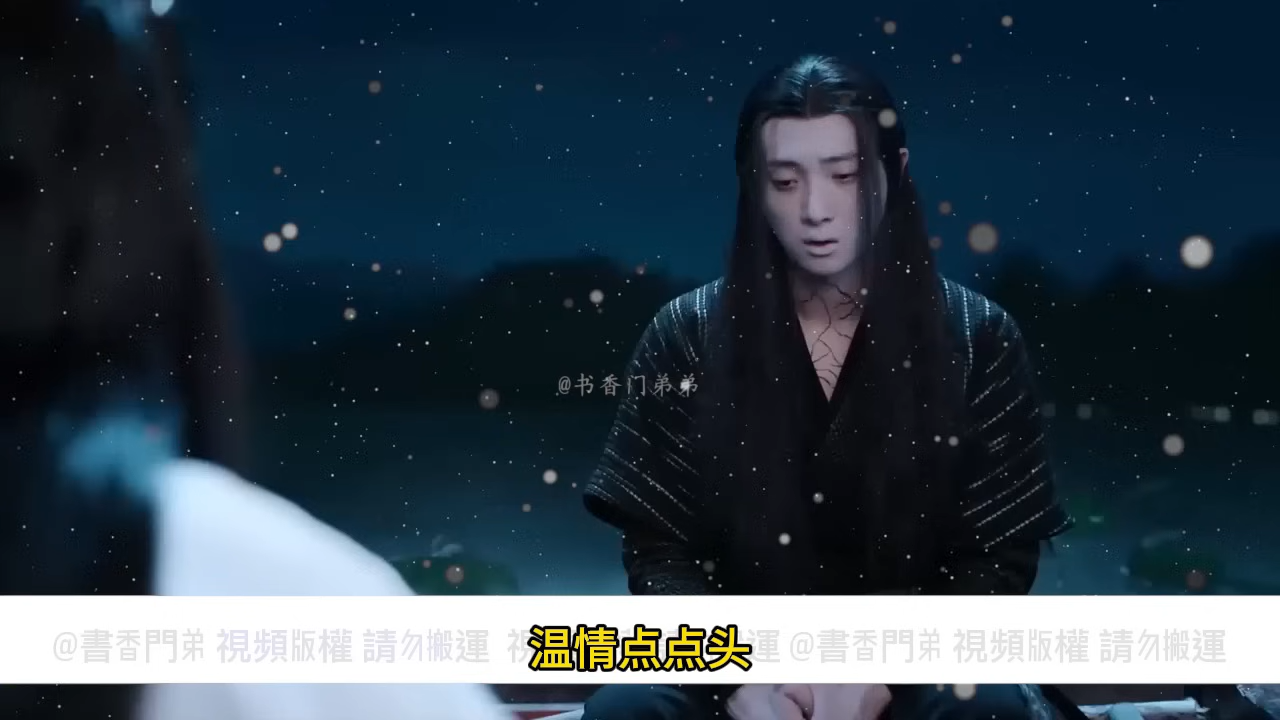 @书香门弟弟
@書香門弟 視頻版權 請勿搬運 視
運 @書香門弟 視頻版權 請勿搬運
温情点点头